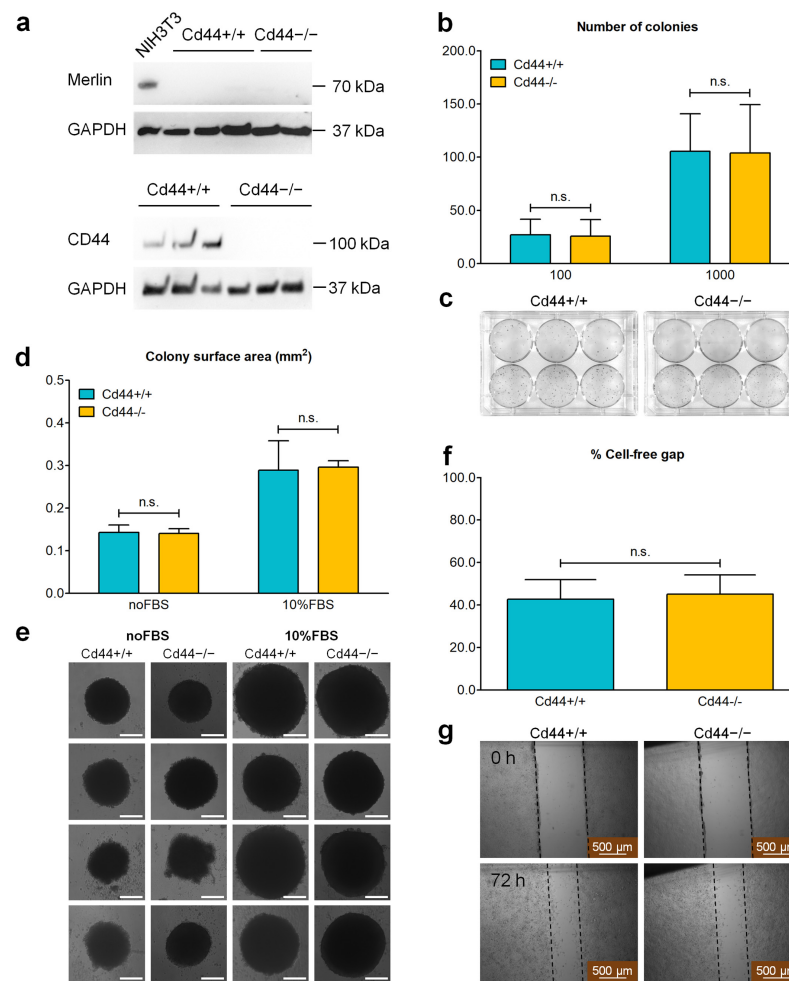 a
NIH3T3
Cd44+/+
Cd44−/−
Merlin
70 kDa
GAPDH
37 kDa
Cd44+/+
Cd44−/−
CD44
100 kDa
GAPDH
37 kDa
b
Number of colonies
200.0
150.0
100.0
50.0
0.0
Cd44+/+
Cd44-/-
n.s.
n.s.
100
1000
c
Cd44+/+
Cd44−/−
d
Colony surface area (mm²)
0.5
0.4
0.3
0.2
0.1
0.0
Cd44+/+
Cd44-/-
n.s.
n.s.
noFBS
10%FBS
e
noFBS
10%FBS
Cd44+/+
Cd44−/−
Cd44+/+
Cd44−/−
f
% Cell-free gap
100.0
80.0
60.0
40.0
20.0
0.0
n.s.
Cd44+/+
Cd44-/-
g
Cd44+/+
Cd44−/−
0 h
500 µm
500 µm
72 h
500 µm
500 µm